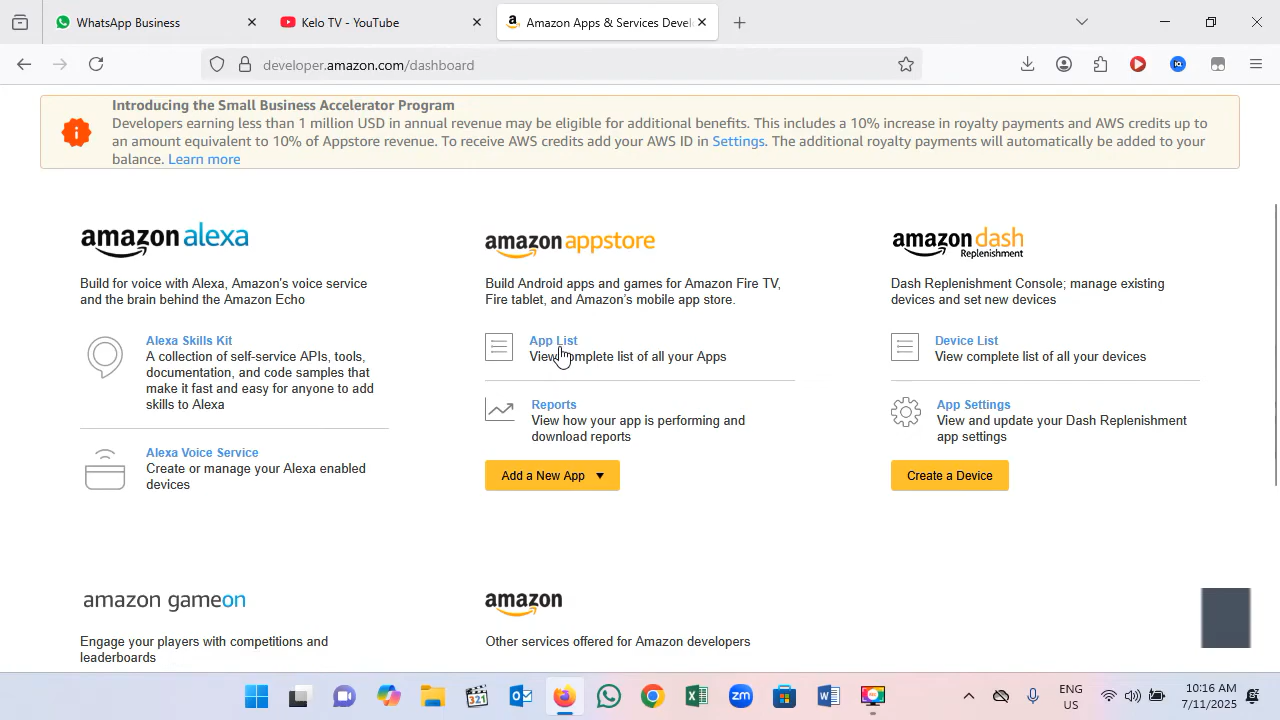 WhatsApp Business
Kelo TV - YouTube
Amazon Apps & Services Devel
developer.amazon.com/dashboard
Introducing the Small Business Accelerator Program
Developers earning less than 1 million USD in annual revenue may be eligible for additional benefits. This includes a 10% increase in royalty payments and AWS credits up to
an amount equivalent to 10% of Appstore revenue. To receive AWS credits add your AWS ID in Settings. The additional royalty payments will automatically be added to your
balance. Learn more
amazon alexa
Build for voice with Alexa, Amazon's voice service
and the brain behind the Amazon Echo
Alexa Skills Kit
A collection of self-service APIs, tools,
documentation, and code samples that
make it fast and easy for anyone to add
skills to Alexa
Alexa Voice Service
Create or manage your Alexa enabled
devices
amazon appstore
Build Android apps and games for Amazon Fire TV,
Fire tablet, and Amazon's mobile app store.
App List
View complete list of all your Apps
Reports
View how your app is performing and
download reports
Add a New App
amazon dash
Replenishment
Dash Replenishment Console; manage existing
devices and set new devices
Device List
View complete list of all your devices
App Settings
View and update your Dash Replenishment
app settings
Create a Device
amazon gameon
Engage your players with competitions and
leaderboards
amazon
Other services offered for Amazon developers
321
zm
ENG
US
10:16 AM
7/11/2025